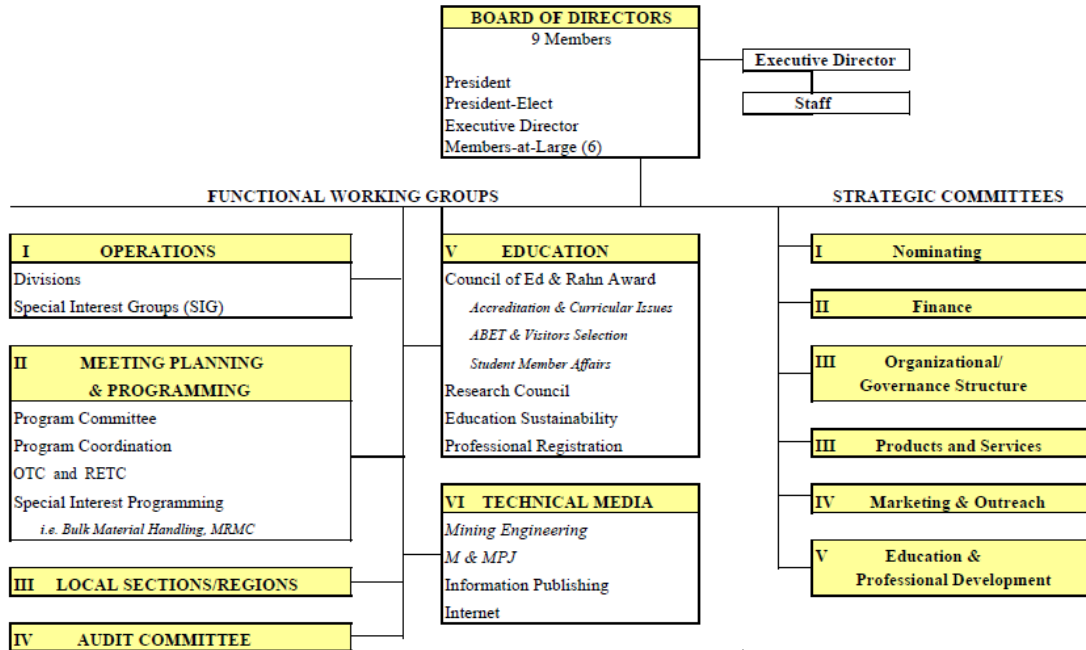 BOARD OF DIRECTORS
9 Members
President
President-Elect
Executive Director
Members-at-Large (6)
Executive Director
Staff
FUNCTIONAL WORKING GROUPS
STRATEGIC COMMITTEES
I OPERATIONS
Divisions
Special Interest Groups (SIG)
II MEETING PLANNING
& PROGRAMMING
Program Committee
Program Coordination
OTC and RETC
Special Interest Programming
i.e. Bulk Material Handling, MRMC
III LOCAL SECTIONS/REGIONS
IV AUDIT COMMITTEE
V EDUCATION
Council of Ed & Rahn Award
Accreditation & Curricular Issues
ABET & Visitors Selection
Student Member Affairs
Research Council
Education Sustainability
Professional Registration
VI TECHNICAL MEDIA
Mining Engineering
M & MPJ
Information Publishing
Internet
I Nominating
II Finance
III Organizational/
Governance Structure
III Products and Services
IV Marketing & Outreach
V Education &
Professional Development